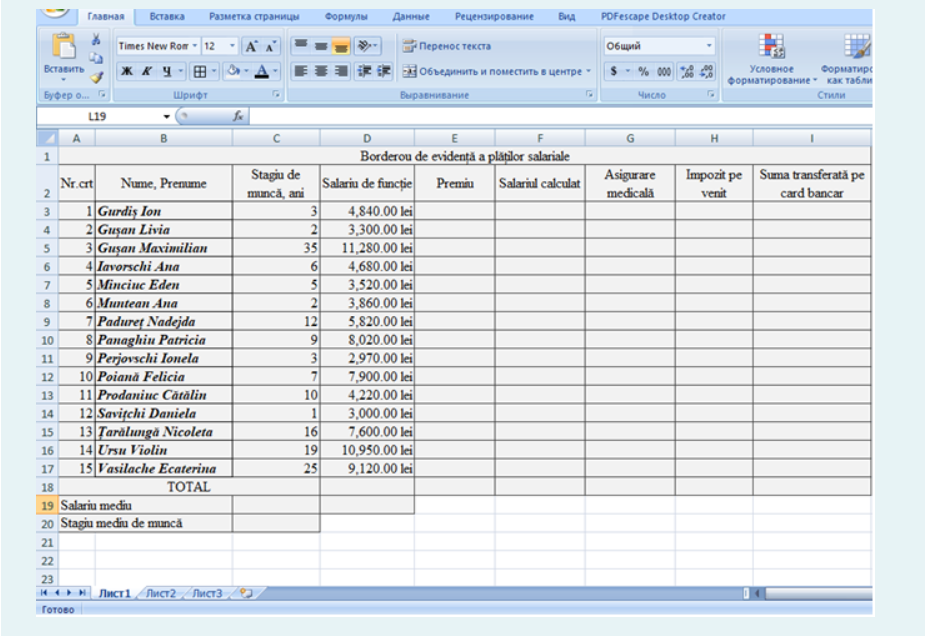 Главная Вставка Разметка страницы Формулы Данные Рецензирование Вид PDFescape Desktop Creator
Вставить
Times New Rom 12 A A
Ж К Ч A
Перенос текста
Объединить и поместить в центре
Общий
$ % 000
Условное форматирование
как табли
Буфер о... Шрифт Выравнивание Число Стили
L19 fx
A B C D E F G H I
1 Borderou de evidență a plăților salariale
2 Nr.crt Nume, Prenume Stagiu de muncă, ani Salariu de funcție Premiu Salariul calculat Asigurare medicală Impozit pe venit Suma transferată pe card bancar
3 1 Gurdiș Ion 3 4,840.00 lei
4 2 Gușan Livia 2 3,300.00 lei
5 3 Gușan Maximilian 35 11,280.00 lei
6 4 Iavorschi Ana 6 4,680.00 lei
7 5 Minciuc Eden 5 3,520.00 lei
8 6 Muntean Ana 2 3,860.00 lei
9 7 Padureț Nadejda 12 5,820.00 lei
10 8 Panaghiu Patricia 9 8,020.00 lei
11 9 Perjovschi Ionela 3 2,970.00 lei
12 10 Poiană Felicia 7 7,900.00 lei
13 11 Prodaniuc Cătălin 10 4,220.00 lei
14 12 Savițchi Daniela 1 3,000.00 lei
15 13 Țarălungă Nicoleta 16 7,600.00 lei
16 14 Ursu Violin 19 10,950.00 lei
17 15 Vasilache Ecaterina 25 9,120.00 lei
18 TOTAL
19 Salariu mediu
20 Stagiu mediu de muncă
21
22
23
Лист1 Лист2 Лист3
Готово